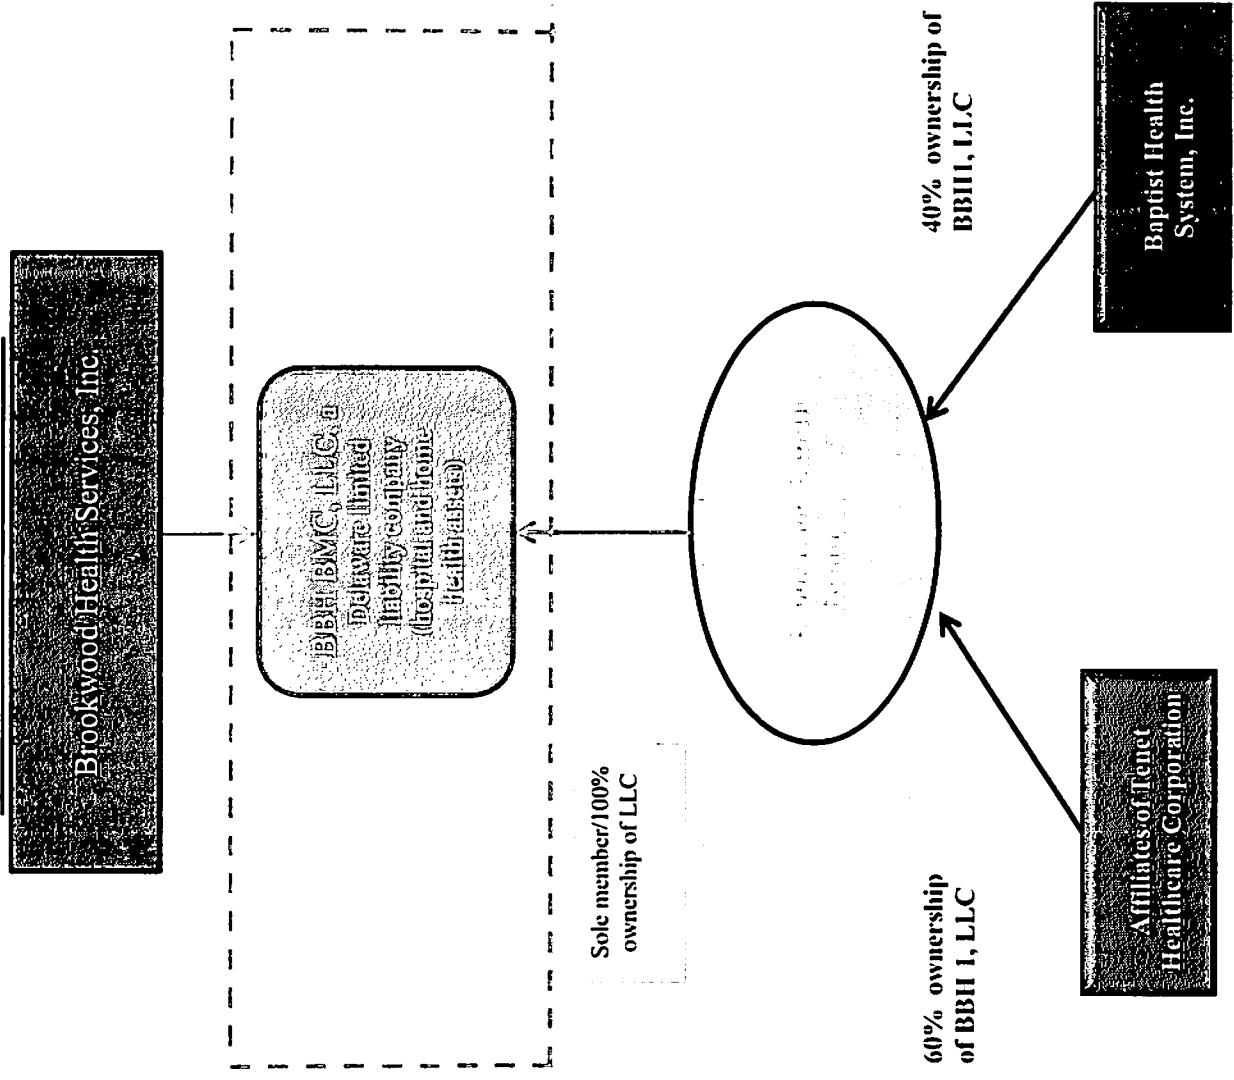 Brookwood Health Services, Inc.
BBH BMC, LLC, a
Delaware limited
liability company
(hospital and home
health assets)
Sole member/100%
ownership of LLC
60% ownership
of BBH 1, LLC
40% ownership of
BBH 1, LLC
Affiliates of Tenet
Healthcare Corporation
Baptist Health
System, Inc.